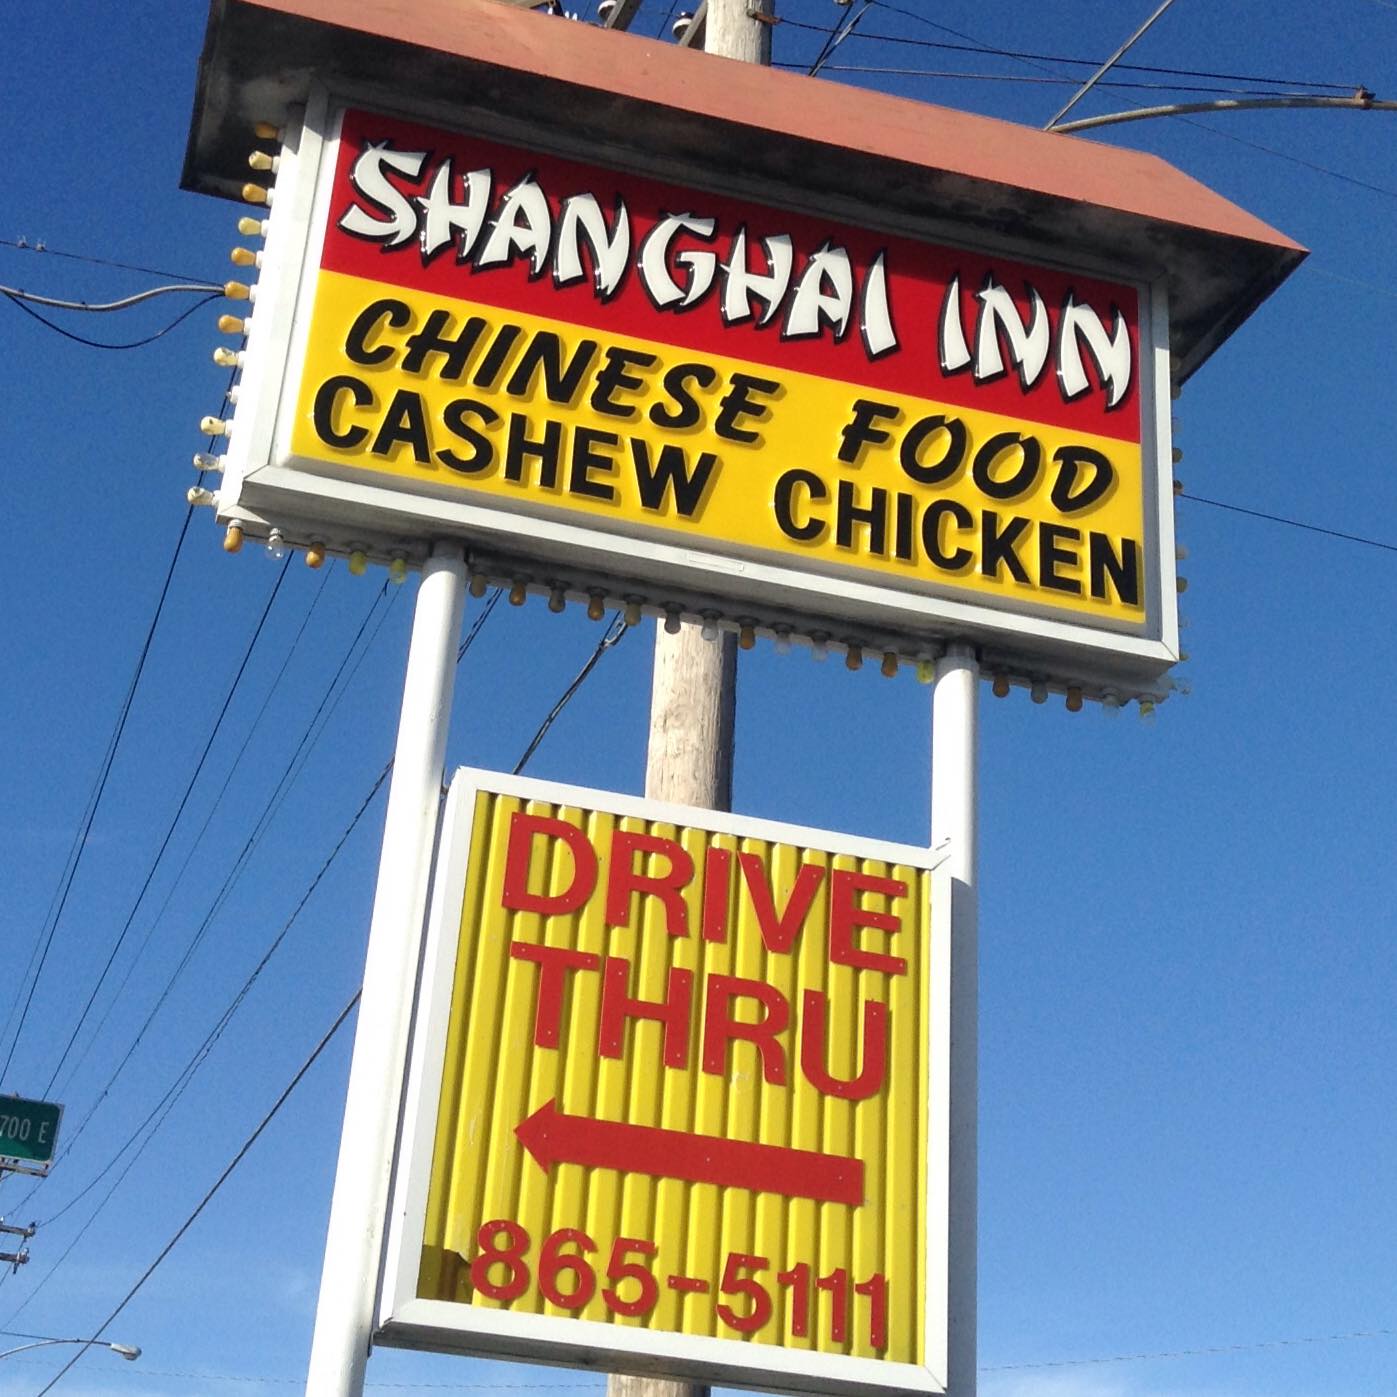 SHANGHAI INN
CHINESE FOOD
CASHEW CHICKEN
DRIVE
THRU
865-5111
700 E